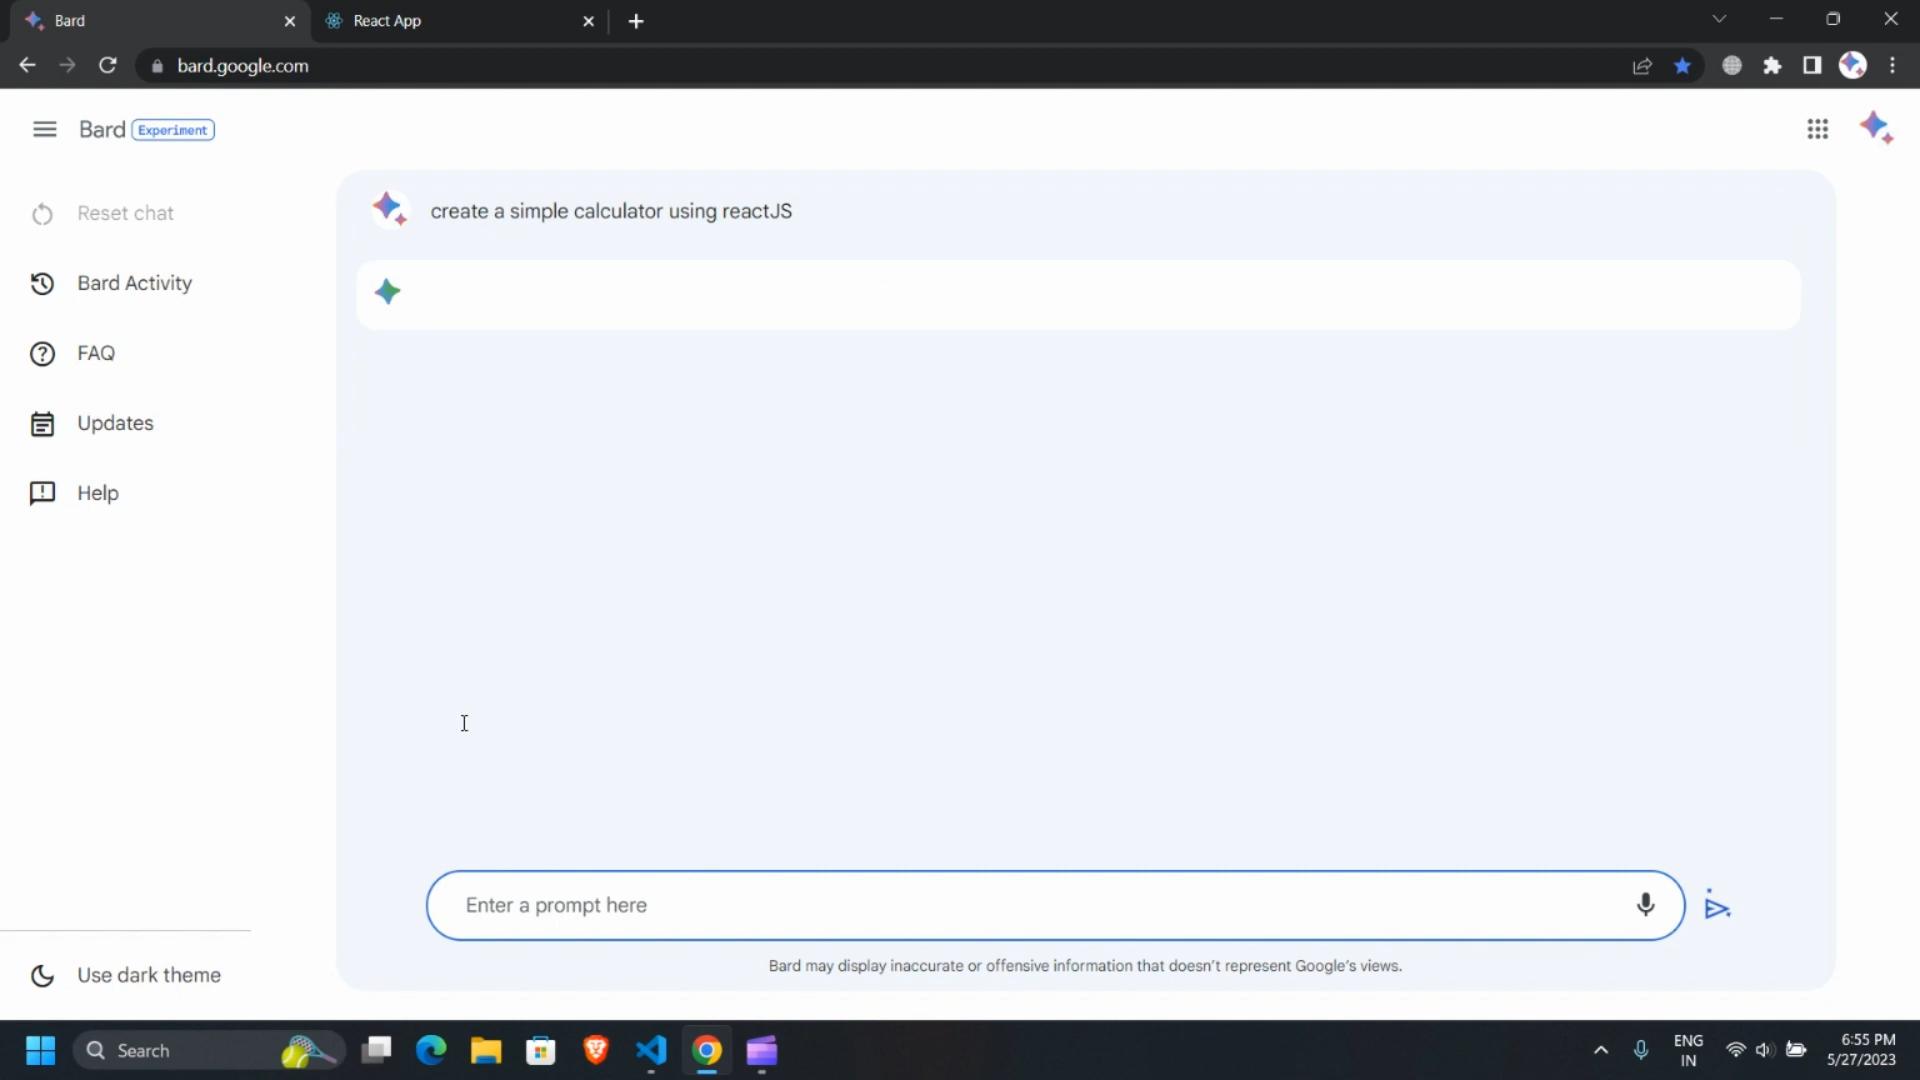 Bard
React App
bard.google.com
Bard Experiment
Reset chat
Bard Activity
FAQ
Updates
Help
Use dark theme
create a simple calculator using reactJS
Enter a prompt here
Bard may display inaccurate or offensive information that doesn't represent Google's views.
Search
ENG
IN
6:55 PM
5/27/2023